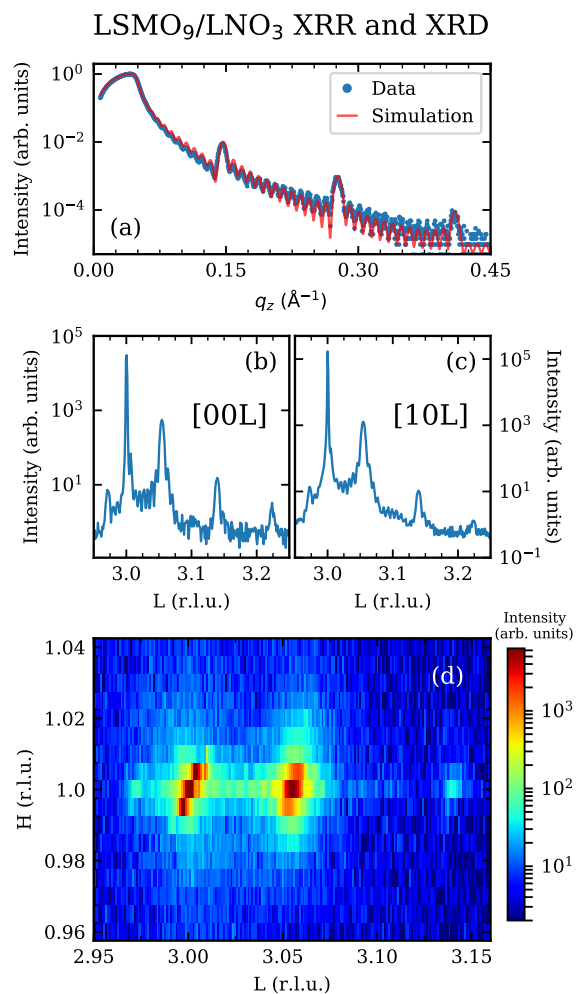 LSMO₉/LNO₃ XRR and XRD
Intensity (arb. units)
10⁰
10⁻²
10⁻⁴
Data
Simulation
(a)
0.00 0.15 0.30 0.45
q_z (Å⁻¹)
Intensity (arb. units)
10⁵
10³
10¹
(b)
[00L]
3.0 3.1 3.2
L (r.l.u.)
(c)
[10L]
10⁵
10³
10¹
10⁻¹
Intensity (arb. units)
3.0 3.1 3.2
L (r.l.u.)
Intensity
(arb. units)
H (r.l.u.)
1.04
1.02
1.0
0.98
0.96
(d)
10³
10²
10¹
2.95 3.00 3.05 3.10 3.15
L (r.l.u.)